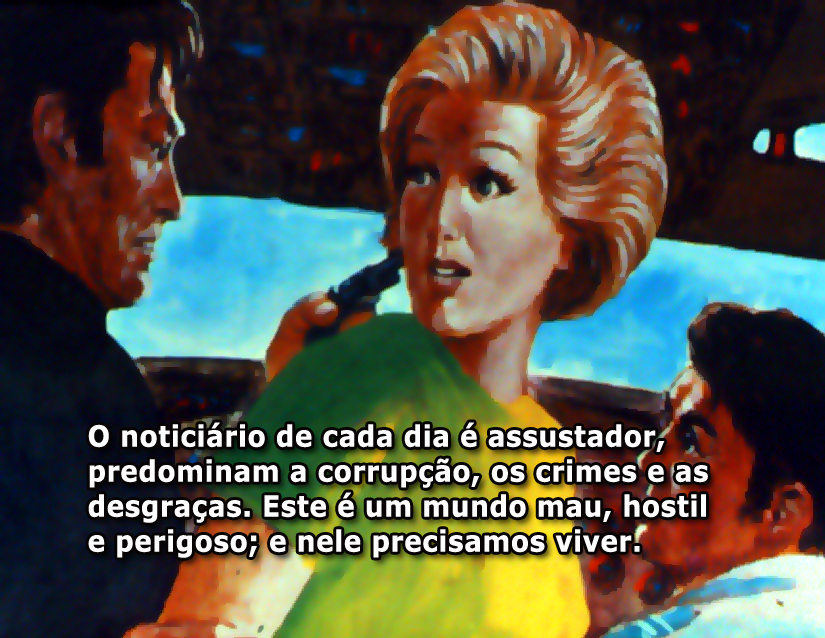 O noticiário de cada dia é assustador,
predominam a corrupção, os crimes e as
desgraças. Este é um mundo mau, hostil
e perigoso; e nele precisamos viver.